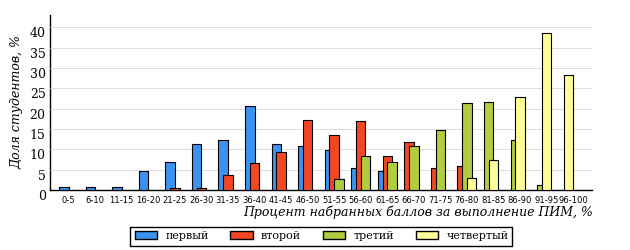 Доля студентов, %
40
35
30
25
20
15
10
5
0
0-5 6-10 11-15 16-20 21-25 26-30 31-35 36-40 41-45 46-50 51-55 56-60 61-65 66-70 71-75 76-80 81-85 86-90 91-95 96-100
Процент набранных баллов за выполнение ПИМ, %
первый второй третий четвертый